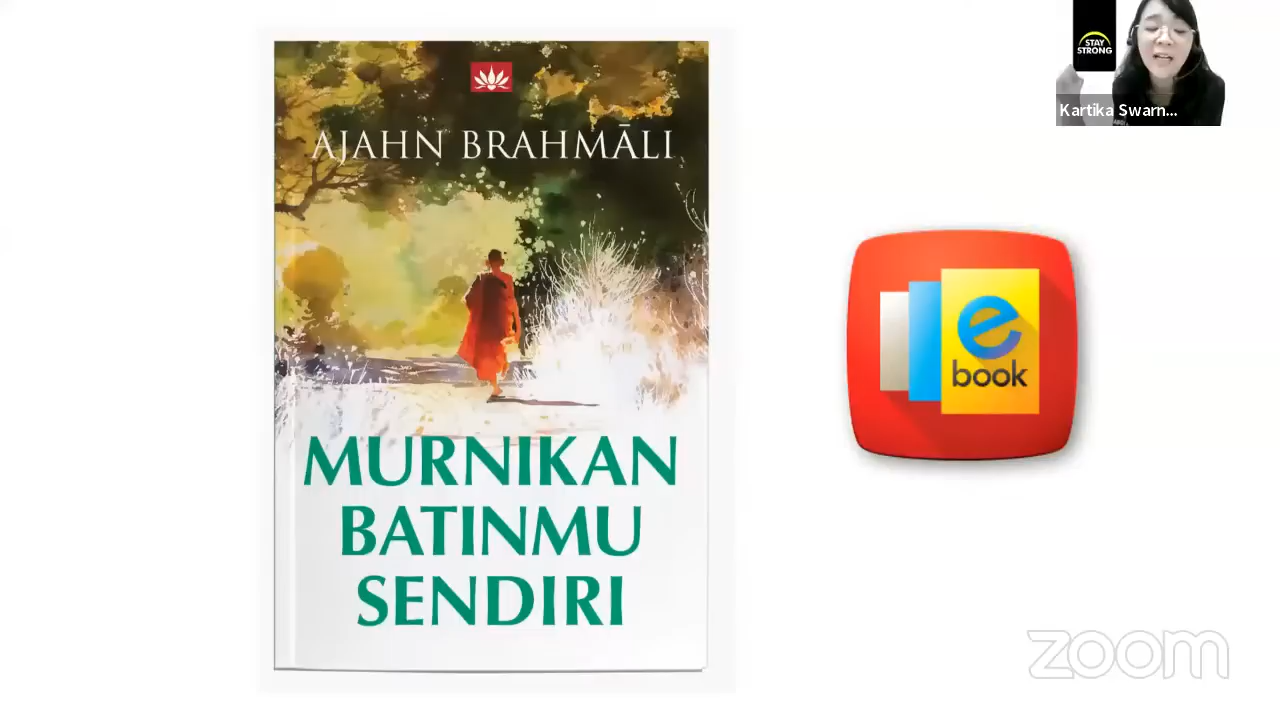 AJAHN BRAHMĀLI
MURNIKAN
BATINMU
SENDIRI
e
book
STAY
STRONG
Kartika Swarn...
zoom